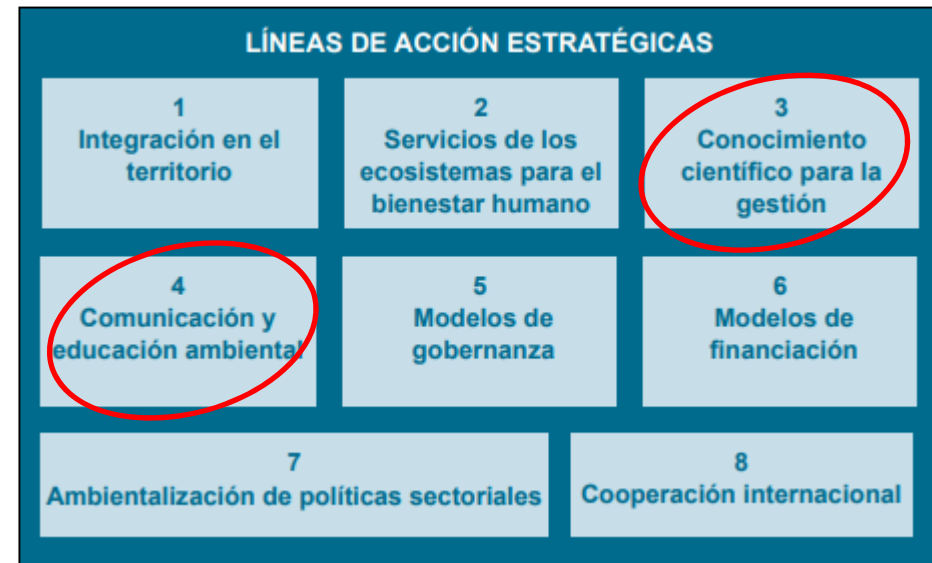 LÍNEAS DE ACCIÓN ESTRATÉGICAS
1
Integración en el
territorio
2
Servicios de los
ecosistemas para el
bienestar humano
3
Conocimiento
científico para la
gestión
4
Comunicación y
educación ambiental
5
Modelos de
gobernanza
6
Modelos de
financiación
7
Ambientalización de políticas sectoriales
8
Cooperación internacional